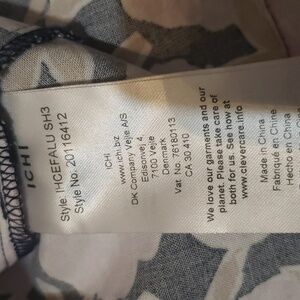 ICHI
Style. IHCEFALU SH3
Style No. 20116412
ICHI
www.ichi.biz
DK Company Vejle A/S
Edisonvej 4
7100 Vejle
Denmark
Vat No. 76180113
CA 30 410
We love our garments and our
planet. Please take care of
both for us. See how at
www.clevercare.info
Made in China
Fabriqué en Chine
Hecho en China